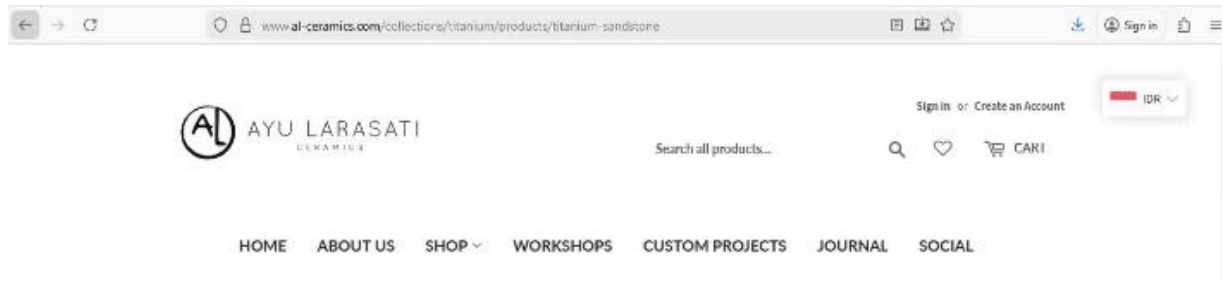 www.al-ceramics.com/collections/titanium/products/titanium-sandstone
Sign in
Sign in or Create an Account
IDR
AL
AYU LARASATI
CERAMICS
Search all products...
CART
HOME ABOUT US SHOP WORKSHOPS CUSTOM PROJECTS JOURNAL SOCIAL